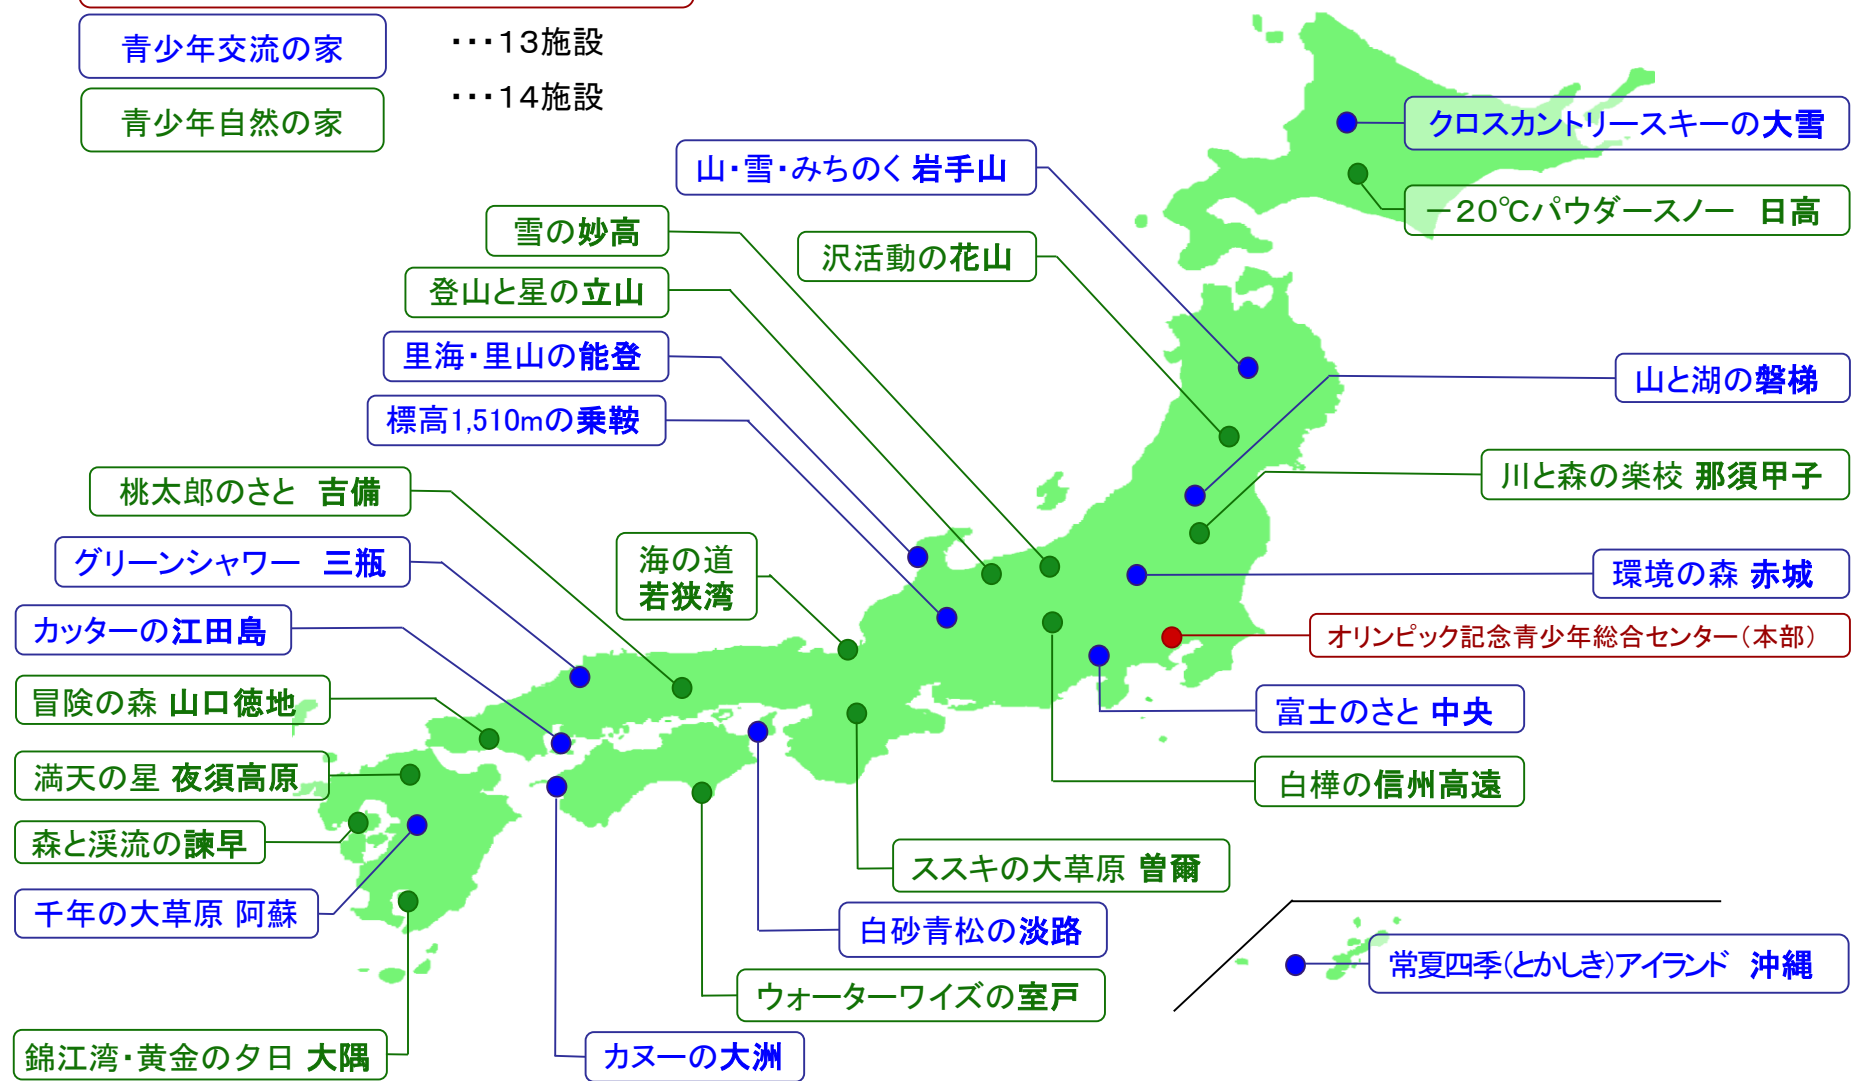 青少年交流の家 ・・・13施設
青少年自然の家 ・・・14施設
クロスカントリースキーの大雪
山・雪・みちのく 岩手山
－20℃パウダースノー 日高
雪の妙高
沢活動の花山
登山と星の立山
里海・里山の能登
山と湖の磐梯
標高1,510mの乗鞍
川と森の楽校 那須甲子
桃太郎のさと 吉備
グリーンシャワー 三瓶
海の道
若狭湾
環境の森 赤城
カッターの江田島
オリンピック記念青少年総合センター（本部）
冒険の森 山口徳地
富士のさと 中央
満天の星 夜須高原
白樺の信州高遠
森と渓流の諫早
ススキの大草原 曽爾
千年の大草原 阿蘇
白砂青松の淡路
常夏四季(とかしき)アイランド 沖縄
ウォーターワイズの室戸
錦江湾・黄金の夕日 大隅
カヌーの大洲